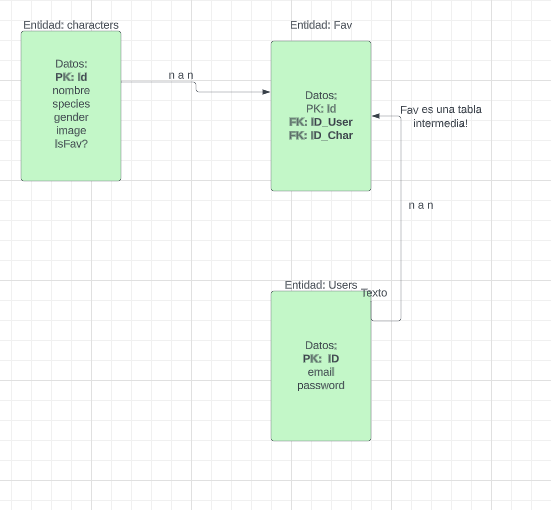 Entidad: characters
Datos:
PK: Id
nombre
species
gender
image
IsFav?
n a n
Entidad: Fav
Datos;
PK: Id
FK: ID_User
FK: ID_Char
Fav es una tabla
intermedia!
n a n
Entidad: Users
Texto
Datos;
PK: ID
email
password